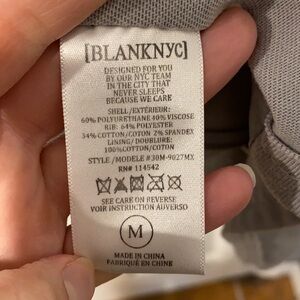 [BLANKNYC]
DESIGNED FOR YOU
BY OUR NYC TEAM
IN THE CITY THAT
NEVER SLEEPS
BECAUSE WE CARE
SHELL/EXTÉRIEUR:
60% POLYURETHANE 40% VISCOSE
RIB: 64% POLYESTER
34% COTTON/COTON 2% SPANDEX
LINING/DOUBLURE:
100%COTTON/COTON
STYLE / MODELE #30M-9027MX
RN# 114542
SEE CARE ON REVERSE
VOIR INSTRUCTION AUVERSO
M
MADE IN CHINA
FABRIQUÉ EN CHINE